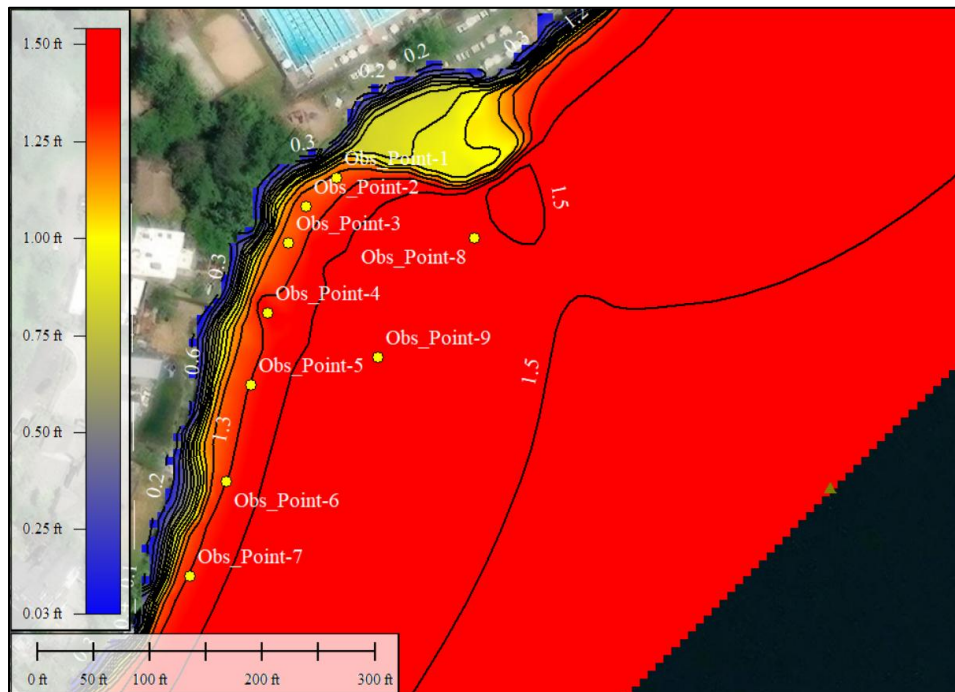 1.50 ft
1.25 ft
1.00 ft
0.75 ft
0.50 ft
0.25 ft
0.03 ft
1.2
0.3
0.2
0.2
0.3
Obs_Point-1
Obs_Point-2
1.5
Obs_Point-3
Obs_Point-8
0.3
Obs_Point-4
Obs_Point-9
0.6
Obs_Point-5
1.5
1.3
0.2
Obs_Point-6
Obs_Point-7
0 ft 50 ft 100 ft 200 ft 300 ft